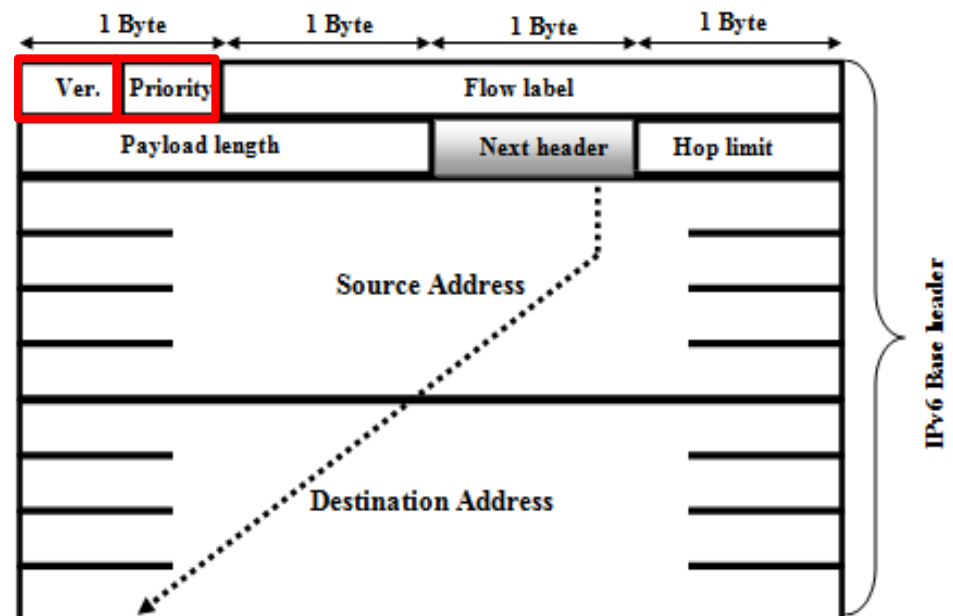 1 Byte 1 Byte 1 Byte 1 Byte
Ver. Priority Flow label
Payload length Next header Hop limit
Source Address
Destination Address
IPv6 Base header